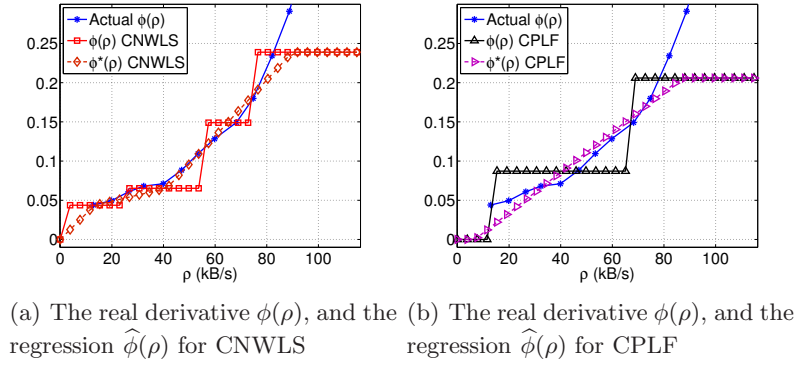 Actual ϕ(ρ)
ϕ(ρ) CNWLS
ϕ*(ρ) CNWLS
0.25
0.2
0.15
0.1
0.05
0
0 20 40 60 80 100
ρ (kB/s)
Actual ϕ(ρ)
ϕ(ρ) CPLF
ϕ*(ρ) CPLF
0.25
0.2
0.15
0.1
0.05
0
0 20 40 60 80 100
ρ (kB/s)
(a) The real derivative ϕ(ρ), and the
regression ϕ̂(ρ) for CNWLS
(b) The real derivative ϕ(ρ), and the
regression ϕ̂(ρ) for CPLF